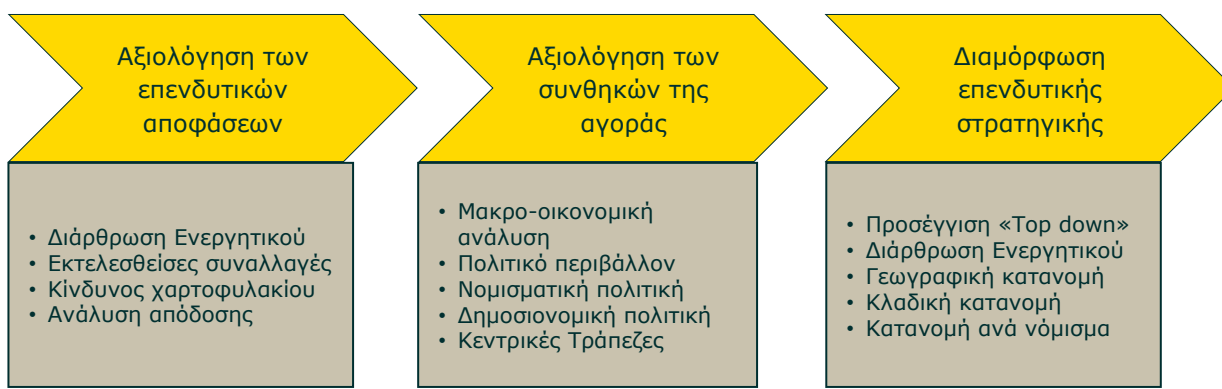 Αξιολόγηση των
επενδυτικών
αποφάσεων
• Διάρθρωση Ενεργητικού
• Εκτελεσθείσες συναλλαγές
• Κίνδυνος χαρτοφυλακίου
• Ανάλυση απόδοσης
Αξιολόγηση των
συνθηκών της
αγοράς
• Μακρο-οικονομική
ανάλυση
• Πολιτικό περιβάλλον
• Νομισματική πολιτική
• Δημοσιονομική πολιτική
• Κεντρικές Τράπεζες
Διαμόρφωση
επενδυτικής
στρατηγικής
• Προσέγγιση «Top down»
• Διάρθρωση Ενεργητικού
• Γεωγραφική κατανομή
• Κλαδική κατανομή
• Κατανομή ανά νόμισμα